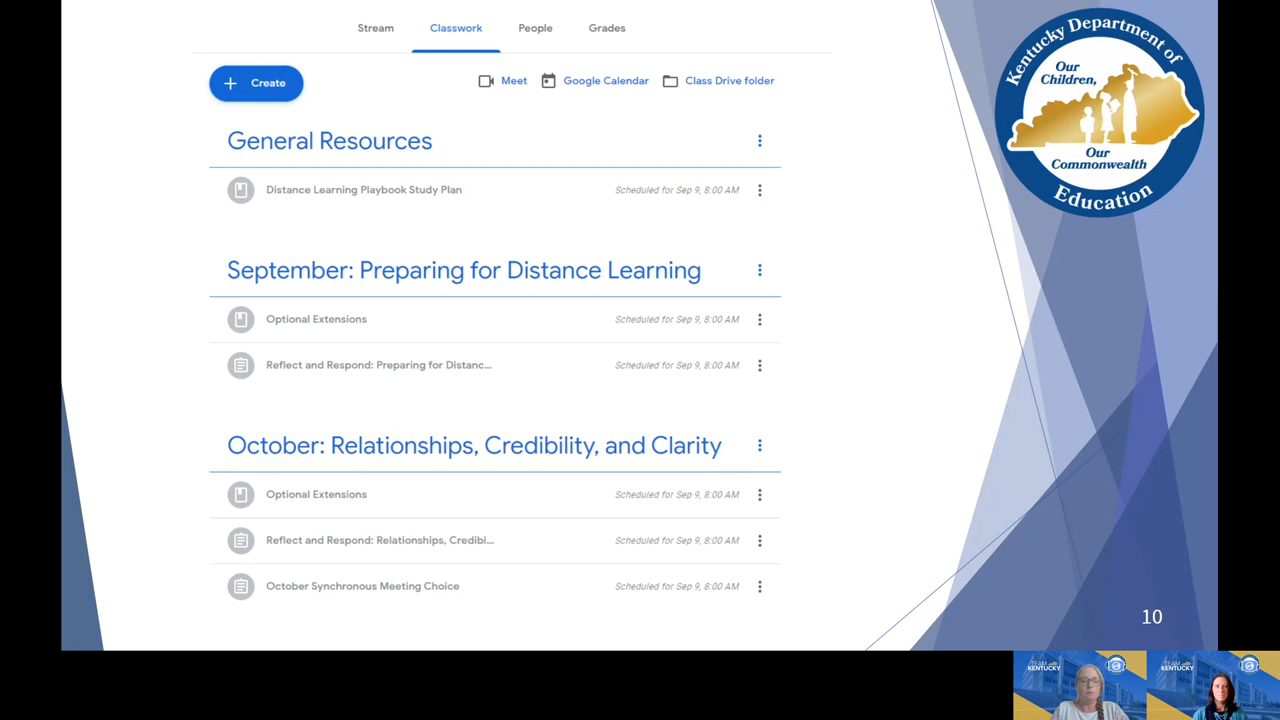 Stream Classwork People Grades
Create
Meet Google Calendar Class Drive folder
General Resources
Distance Learning Playbook Study Plan Scheduled for Sep 9, 8:00 AM
September: Preparing for Distance Learning
Optional Extensions Scheduled for Sep 9, 8:00 AM
Reflect and Respond: Preparing for Distanc... Scheduled for Sep 9, 8:00 AM
October: Relationships, Credibility, and Clarity
Optional Extensions Scheduled for Sep 9, 8:00 AM
Reflect and Respond: Relationships, Credibi... Scheduled for Sep 9, 8:00 AM
October Synchronous Meeting Choice Scheduled for Sep 9, 8:00 AM
Kentucky Department of
Our
Children,
Our
Commonwealth
Education
10
TEAM
KENTUCKY
TEAM
KENTUCKY